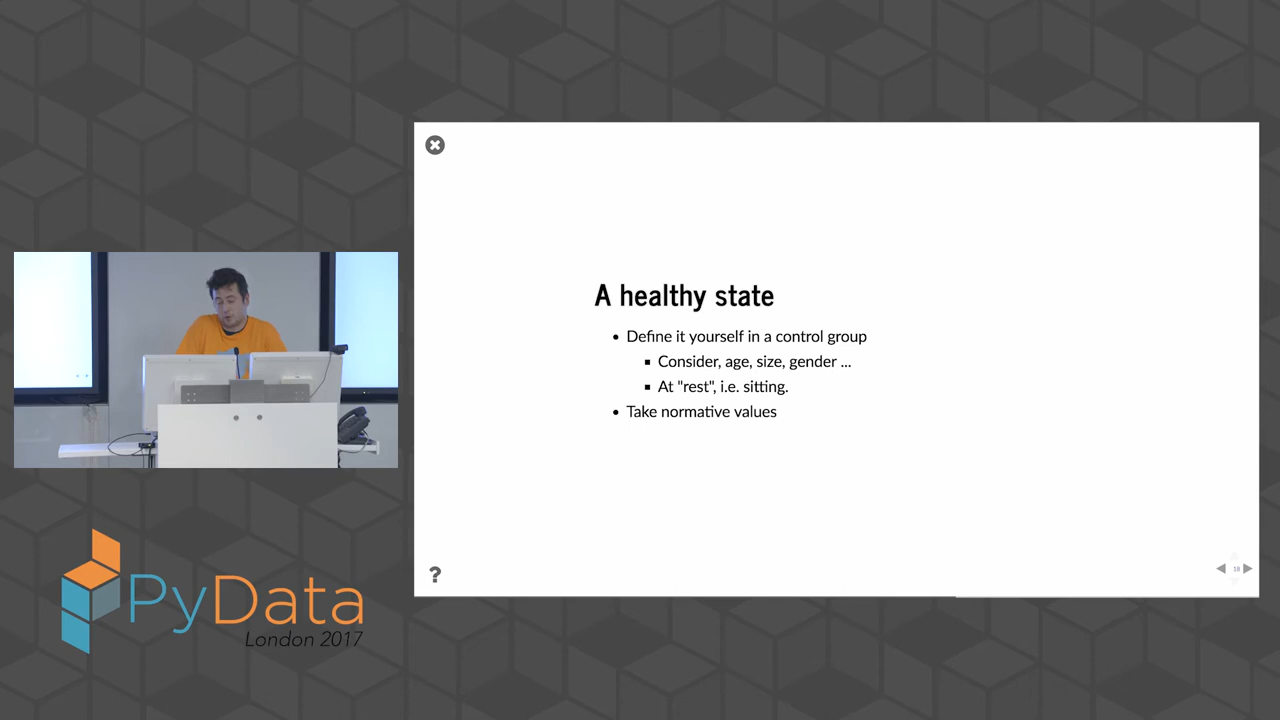 A healthy state
• Define it yourself in a control group
▪ Consider, age, size, gender ...
▪ At "rest", i.e. sitting.
• Take normative values
?
18
PyData
London 2017